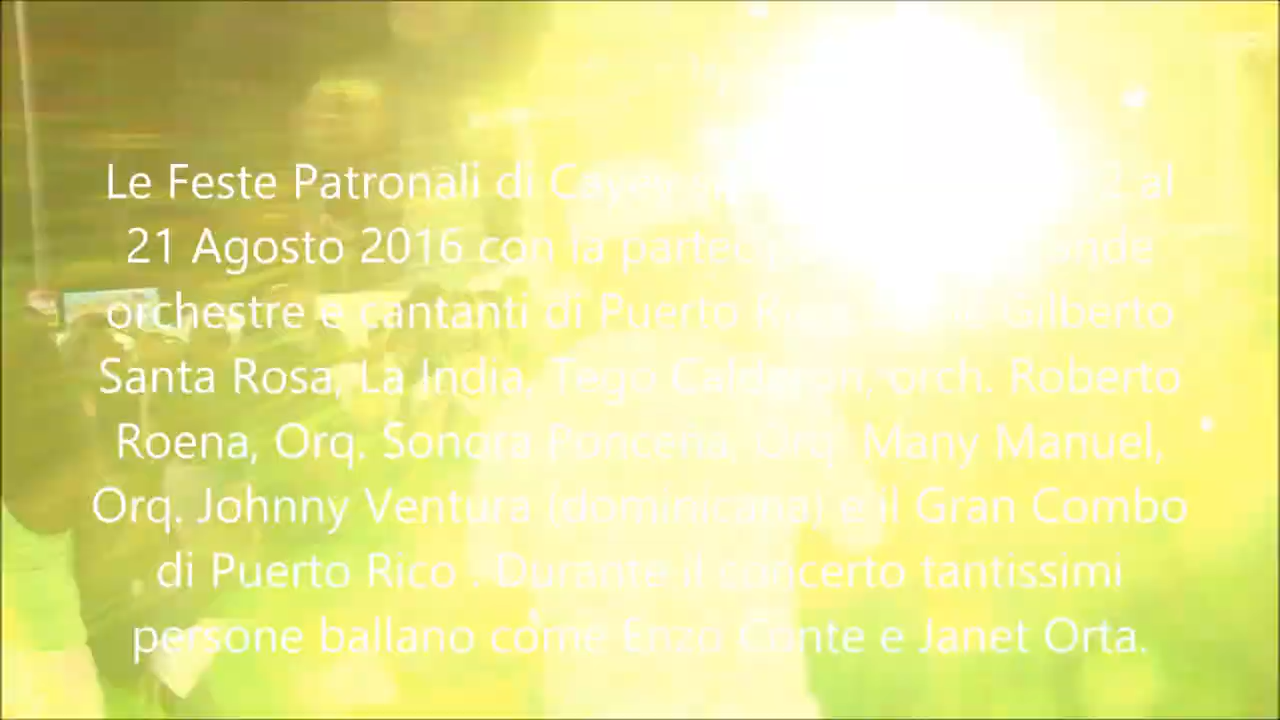 Le Feste Patronali di Cayey al
21 Agosto 2016 con la
orchestre e cantanti di Puerto Gilberto
Santa Rosa, La India, Tego Calderon, orch. Roberto
Roena, Orq. Sonora Ponceña, Orq. Many Manuel,
Orq. Johnny Ventura (dominicana) e il Gran Combo
di Puerto Rico . Durante il concerto tantissimi
persone ballano come Enzo Conte e Janet Orta.